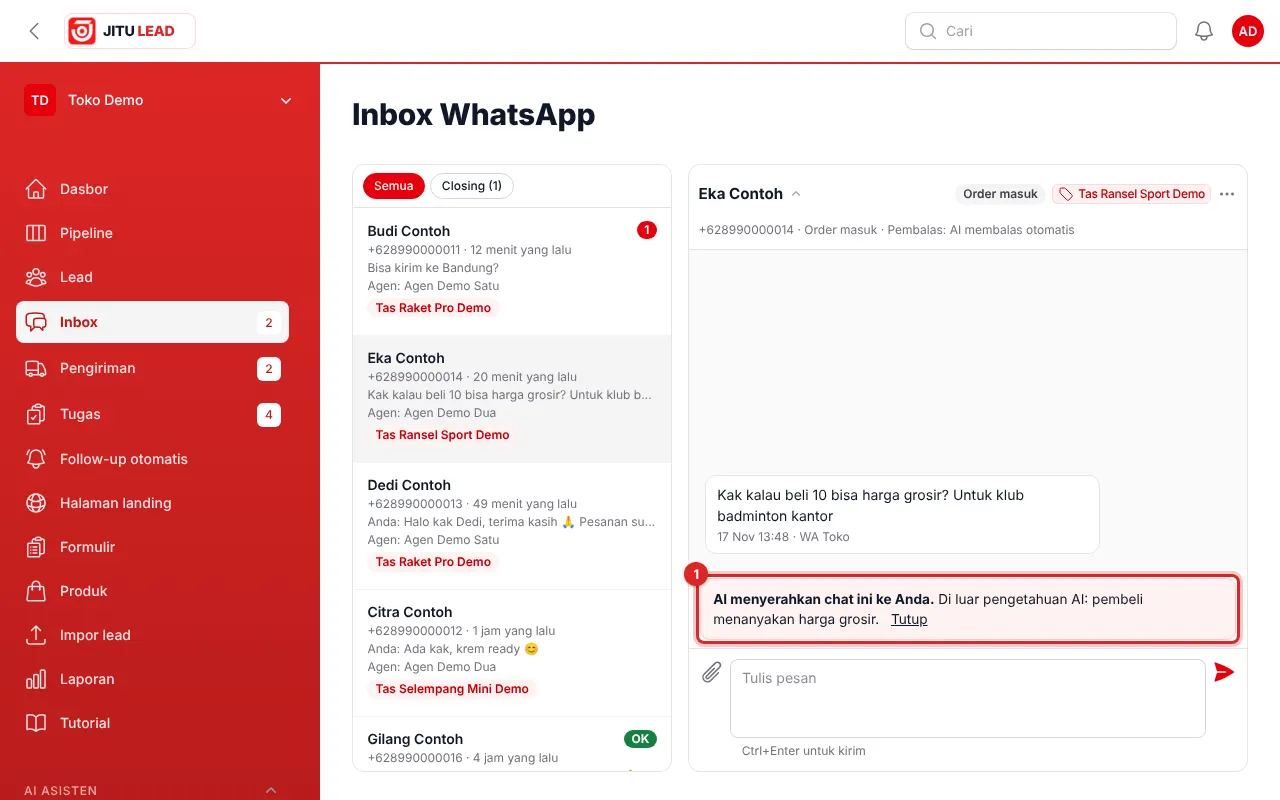 JITU LEAD
Cari
AD
TD
Toko Demo
Dasbor
Pipeline
Lead
Inbox
2
Pengiriman
2
Tugas
4
Follow-up otomatis
Halaman landing
Formulir
Produk
Impor lead
Laporan
Tutorial
AI ASISTEN
Inbox WhatsApp
Semua
Closing (1)
Budi Contoh
1
+628990000011 · 12 menit yang lalu
Bisa kirim ke Bandung?
Agen: Agen Demo Satu
Tas Raket Pro Demo
Eka Contoh
+628990000014 · 20 menit yang lalu
Kak kalau beli 10 bisa harga grosir? Untuk klub b...
Agen: Agen Demo Dua
Tas Ransel Sport Demo
Dedi Contoh
+628990000013 · 49 menit yang lalu
Anda: Halo kak Dedi, terima kasih 🙏 Pesanan su...
Agen: Agen Demo Satu
Tas Raket Pro Demo
Citra Contoh
+628990000012 · 1 jam yang lalu
Anda: Ada kak, krem ready 😊
Agen: Agen Demo Dua
Tas Selempang Mini Demo
Gilang Contoh
OK
+628990000016 · 4 jam yang lalu
Eka Contoh
Order masuk
Tas Ransel Sport Demo
+628990000014 · Order masuk · Pembalas: AI membalas otomatis
Kak kalau beli 10 bisa harga grosir? Untuk klub
badminton kantor
17 Nov 13:48 · WA Toko
1
AI menyerahkan chat ini ke Anda. Di luar pengetahuan AI: pembeli
menanyakan harga grosir. Tutup
Tulis pesan
Ctrl+Enter untuk kirim